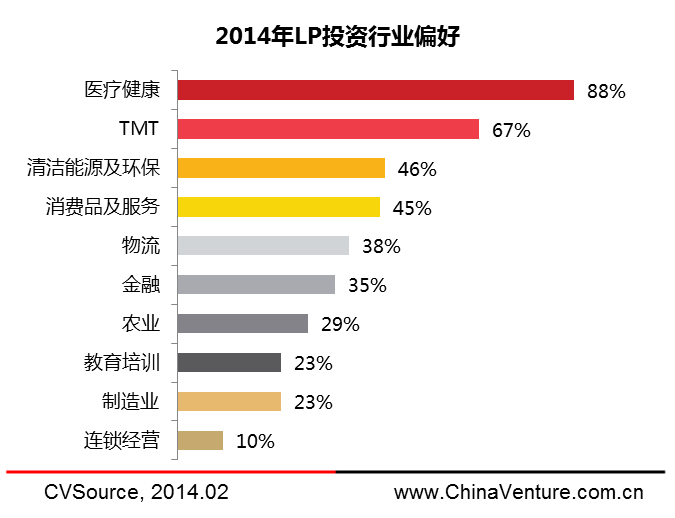 2014年LP投资行业偏好
医疗健康 88%
TMT 67%
清洁能源及环保 46%
消费品及服务 45%
物流 38%
金融 35%
农业 29%
教育培训 23%
制造业 23%
连锁经营 10%
CVSource, 2014.02 www.ChinaVenture.com.cn